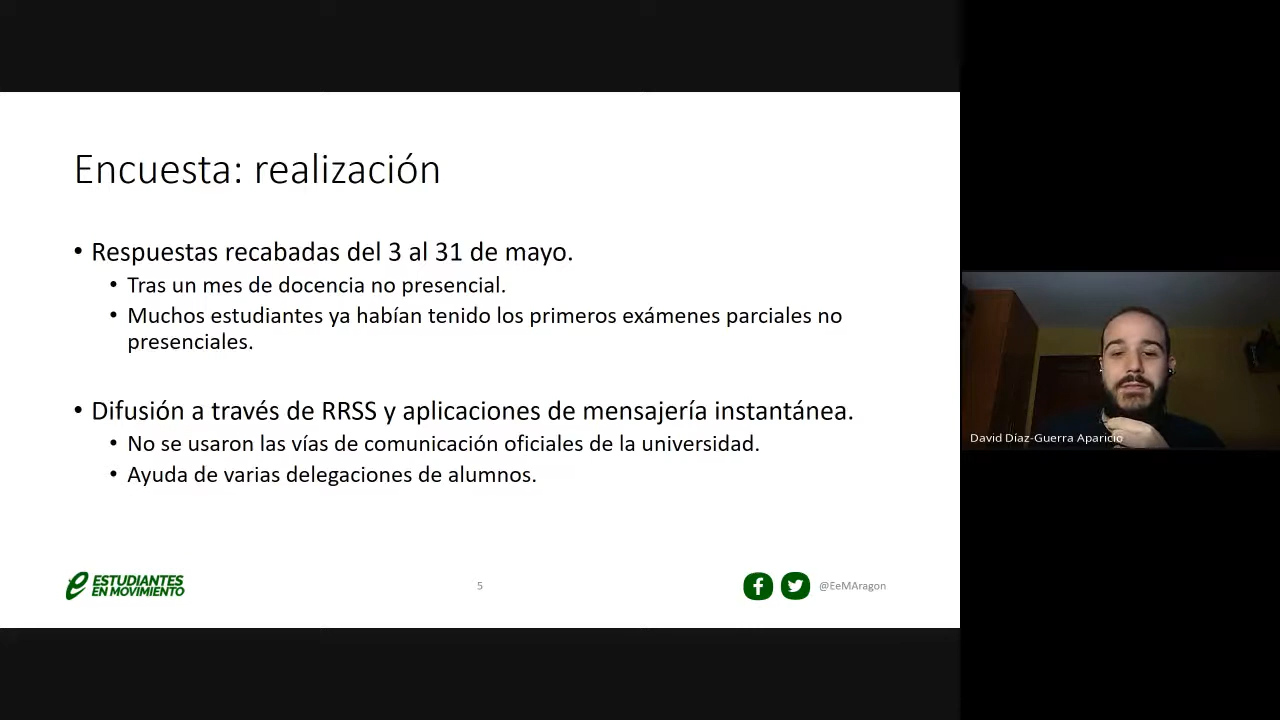 Encuesta: realización
• Respuestas recabadas del 3 al 31 de mayo.
• Tras un mes de docencia no presencial.
• Muchos estudiantes ya habían tenido los primeros exámenes parciales no
presenciales.
• Difusión a través de RRSS y aplicaciones de mensajería instantánea.
• No se usaron las vías de comunicación oficiales de la universidad.
• Ayuda de varias delegaciones de alumnos.
e ESTUDIANTES
EN MOVIMIENTO
5
@EeMAragon
David Díaz-Guerra Aparicio